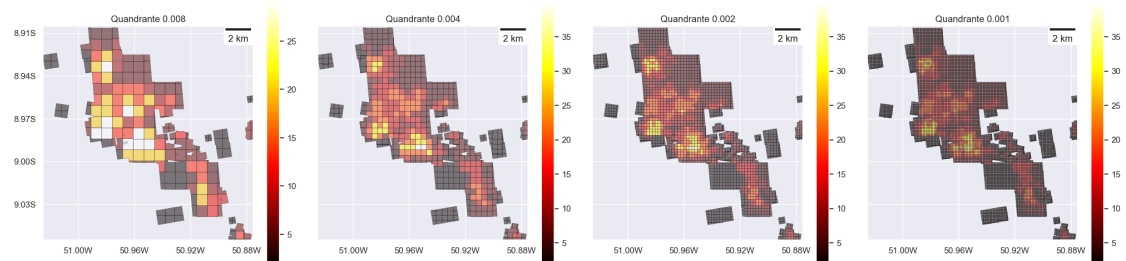 Quandrante 0.008
2 km
8.91S
8.94S
8.97S
9.00S
9.03S
51.00W
50.96W
50.92W
50.88W
25
20
15
10
5
Quandrante 0.004
2 km
51.00W
50.96W
50.92W
50.88W
35
30
25
20
15
10
5
Quandrante 0.002
2 km
51.00W
50.96W
50.92W
50.88W
35
30
25
20
15
10
5
Quandrante 0.001
2 km
51.00W
50.96W
50.92W
50.88W
35
30
25
20
15
10
5